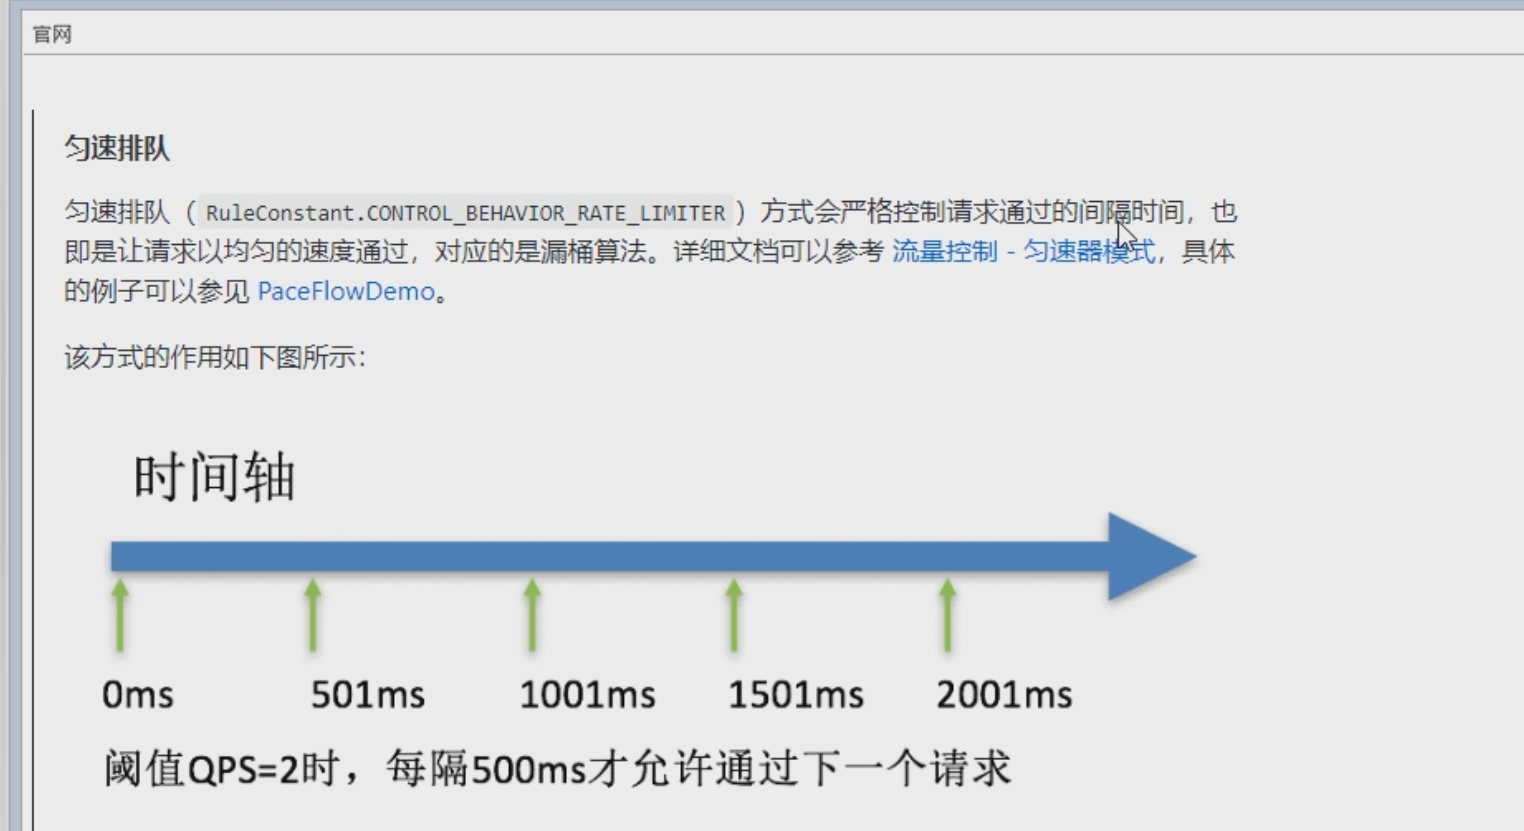 官网
匀速排队
匀速排队（RuleConstant.CONTROL_BEHAVIOR_RATE_LIMITER）方式会严格控制请求通过的间隔时间，也
即是让请求以均匀的速度通过，对应的是漏桶算法。详细文档可以参考 流量控制 - 匀速器模式，具体
的例子可以参见 PaceFlowDemo。
该方式的作用如下图所示：
时间轴
0ms 501ms 1001ms 1501ms 2001ms
阈值QPS=2时，每隔500ms才允许通过下一个请求